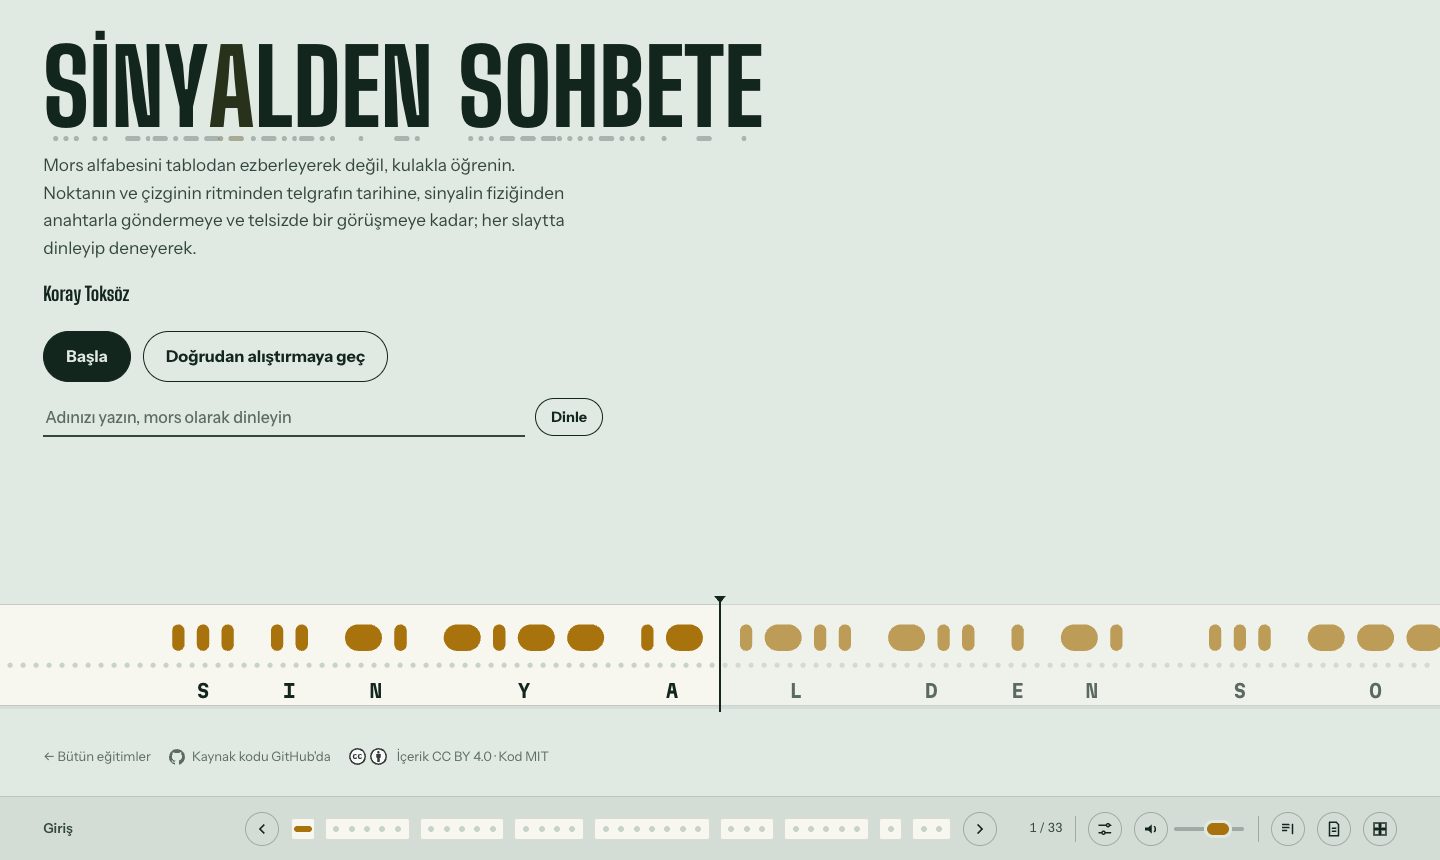 SİNYALDEN SOHBETE
Mors alfabesini tablodan ezberleyerek değil, kulakla öğrenin.
Noktanın ve çizginin ritminden telgrafın tarihine, sinyalin fiziğinden
anahtarla göndermeye ve telsizde bir görüşmeye kadar; her slaytta
dinleyip deneyerek.
Koray Toksöz
Başla
Doğrudan alıştırmaya geç
Adınızı yazın, mors olarak dinleyin
Dinle
S I N Y A L D E N S O
← Bütün eğitimler
Kaynak kodu GitHub'da
cc
İçerik CC BY 4.0 · Kod MIT
Giriş
1 / 33